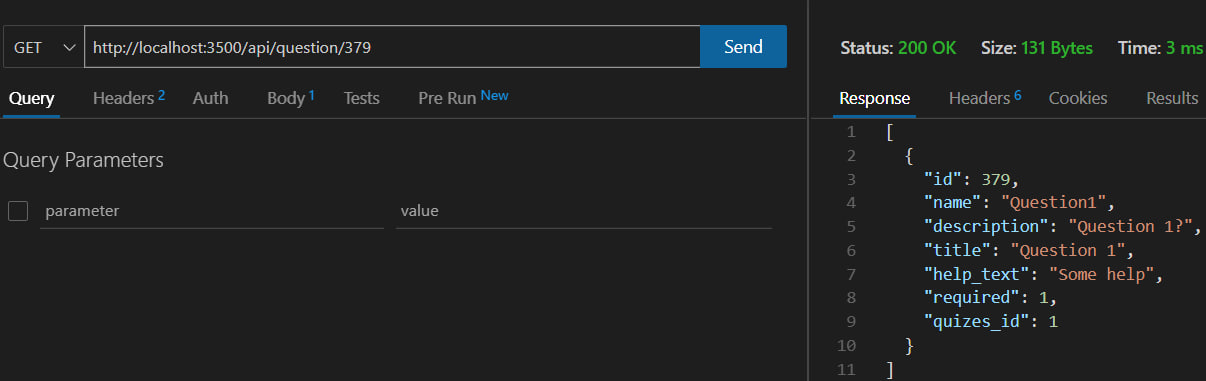 GET http://localhost:3500/api/question/379 Send
Query Headers 2 Auth Body 1 Tests Pre Run New
Query Parameters
parameter value
Status: 200 OK Size: 131 Bytes Time: 3 ms
Response Headers 6 Cookies Results
1 [
2 {
3 "id": 379,
4 "name": "Question1",
5 "description": "Question 1?",
6 "title": "Question 1",
7 "help_text": "Some help",
8 "required": 1,
9 "quizes_id": 1
10 }
11 ]